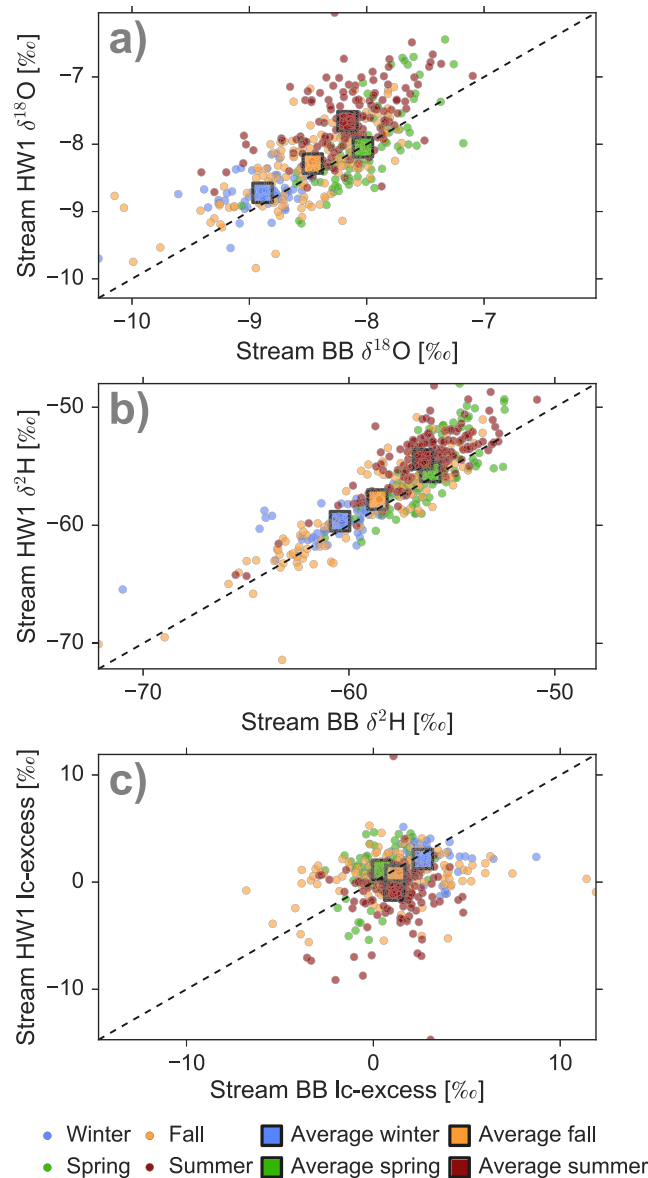 a)
Stream HW1 δ¹⁸O [‰]
−7
−8
−9
−10
−10 −9 −8 −7
Stream BB δ¹⁸O [‰]
b)
Stream HW1 δ²H [‰]
−50
−60
−70
−70 −60 −50
Stream BB δ²H [‰]
c)
Stream HW1 lc-excess [‰]
10
0
−10
−10 0 10
Stream BB lc-excess [‰]
Winter Fall Average winter Average fall
Spring Summer Average spring Average summer